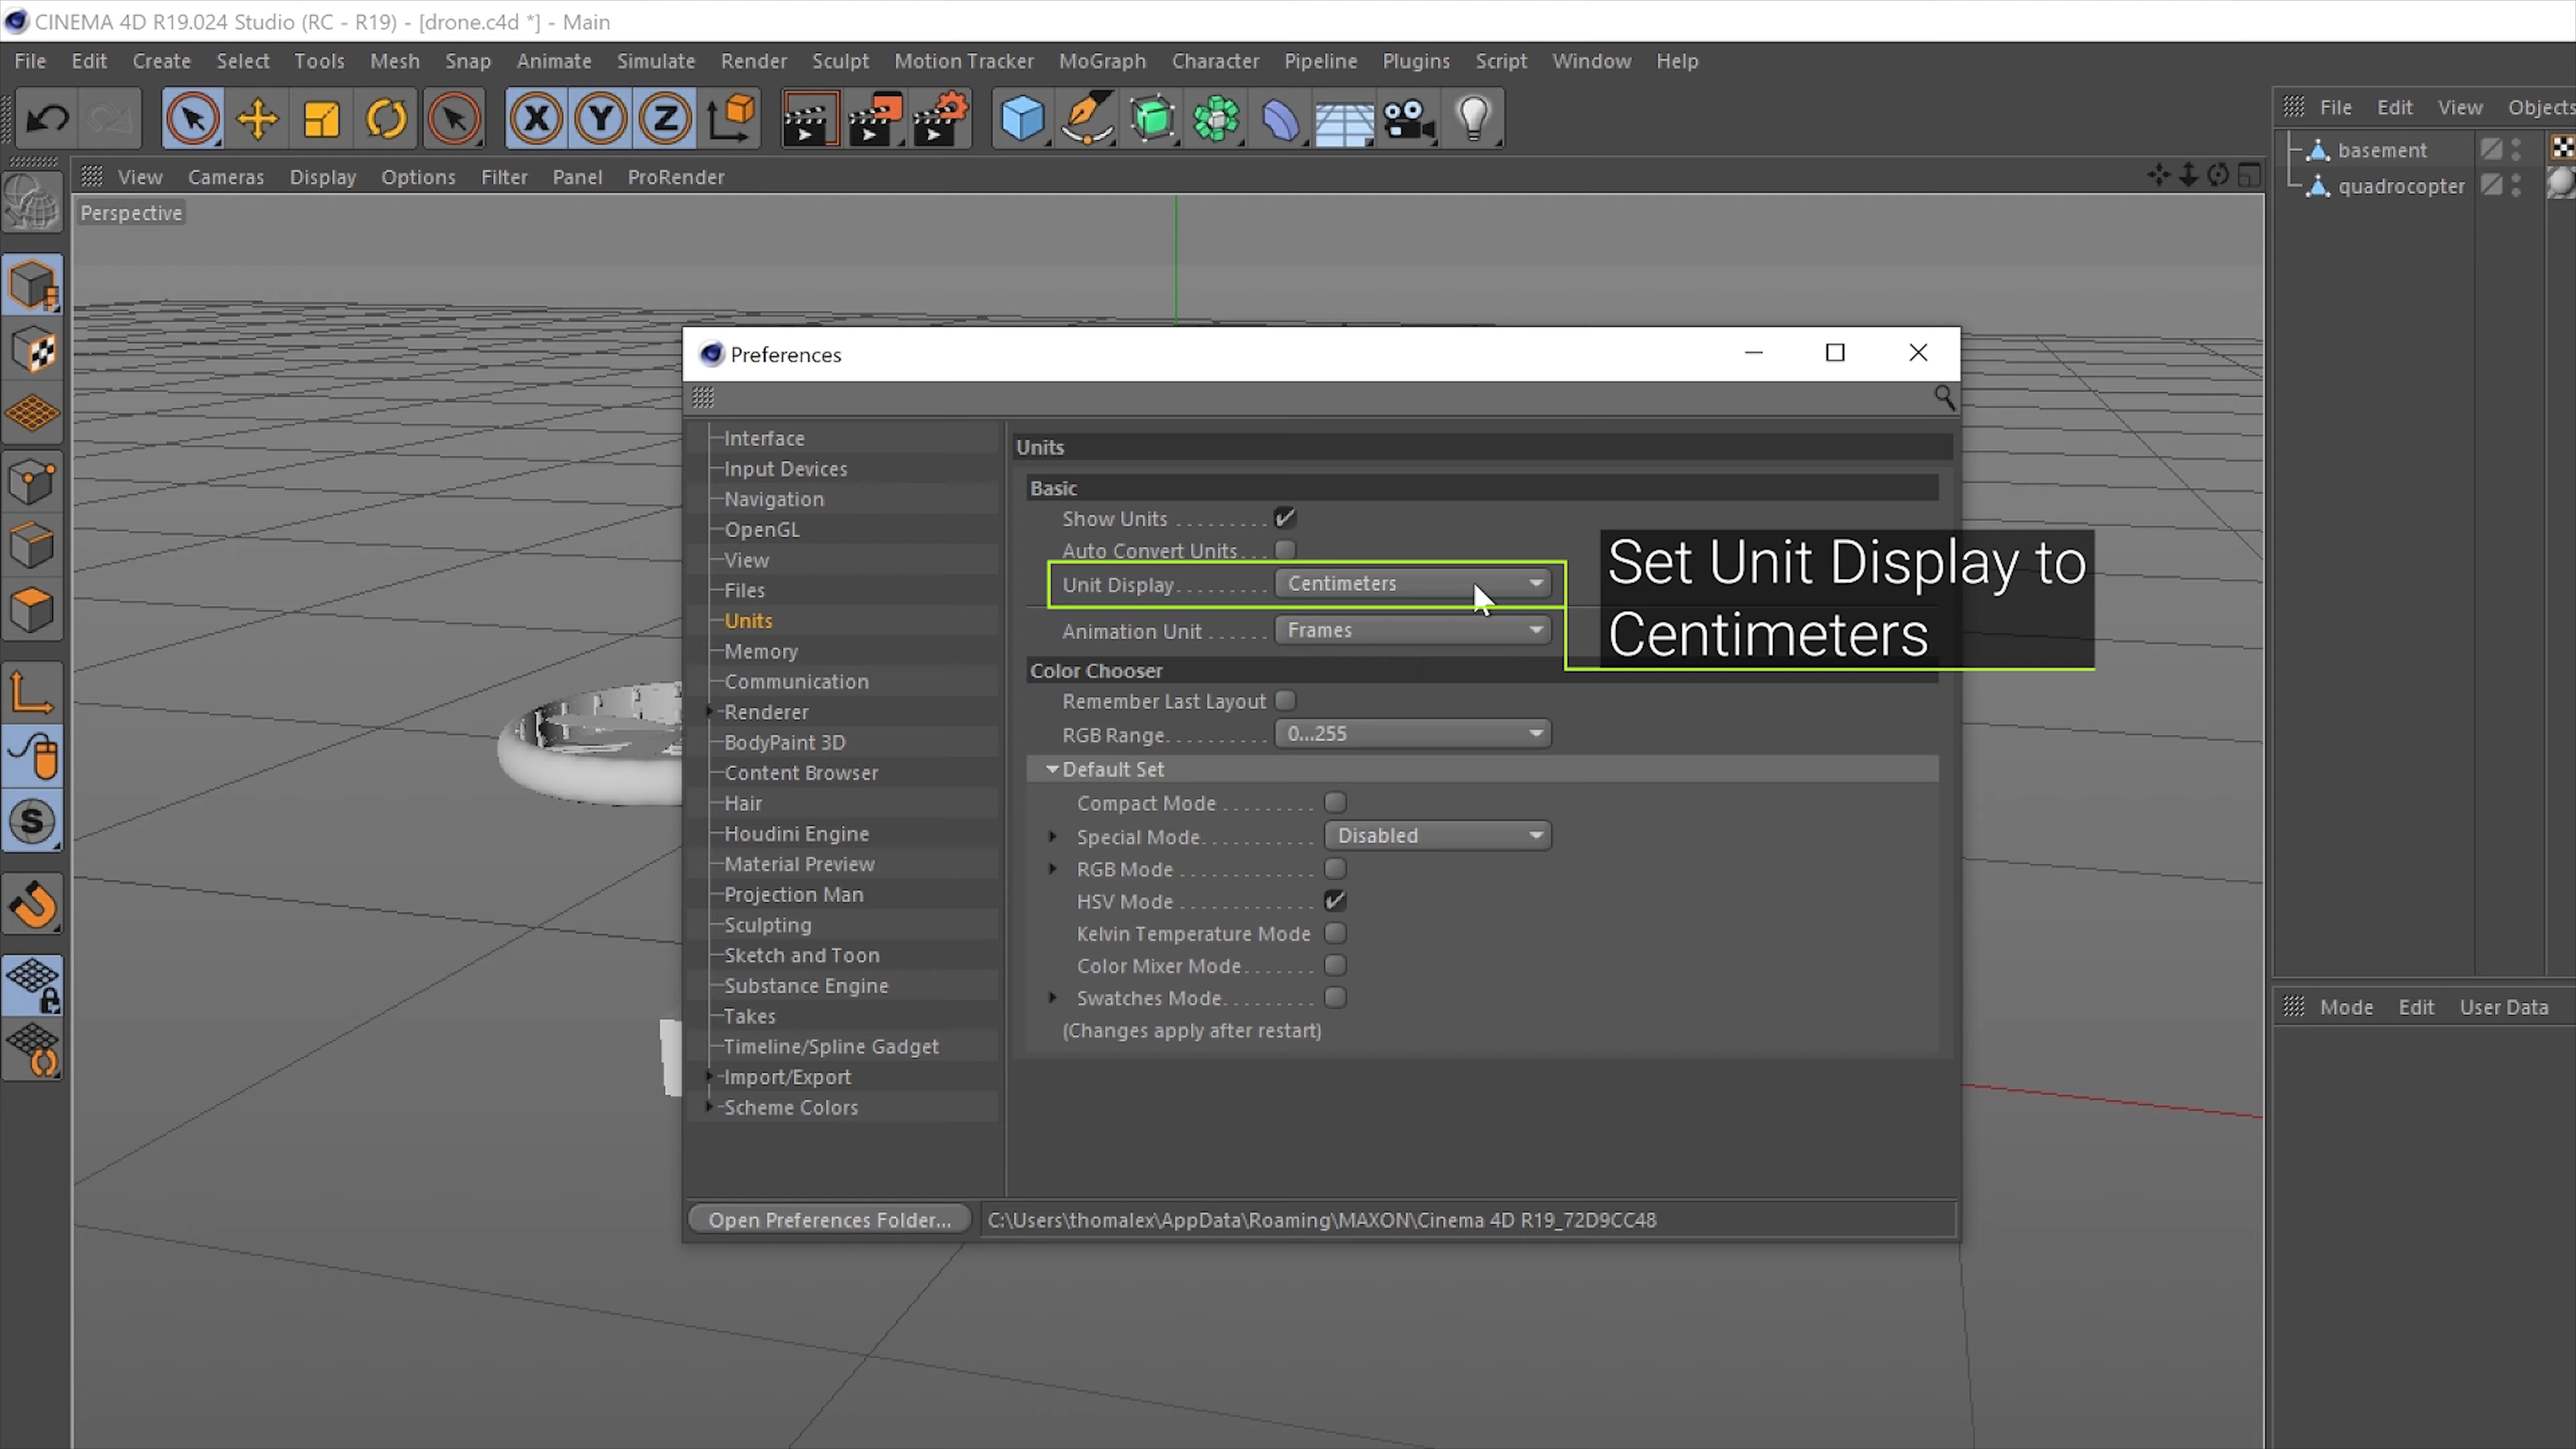 CINEMA 4D R19.024 Studio (RC - R19) - [drone.c4d *] - Main
File Edit Create Select Tools Mesh Snap Animate Simulate Render Sculpt Motion Tracker MoGraph Character Pipeline Plugins Script Window Help
X Y Z
File Edit View Objects
basement
quadrocopter
View Cameras Display Options Filter Panel ProRender
Perspective
Preferences
Interface
Input Devices
Navigation
OpenGL
View
Files
Units
Memory
Communication
Renderer
BodyPaint 3D
Content Browser
Hair
Houdini Engine
Material Preview
Projection Man
Sculpting
Sketch and Toon
Substance Engine
Takes
Timeline/Spline Gadget
Import/Export
Scheme Colors
Units
Basic
Show Units
Auto Convert Units
Unit Display Centimeters
Animation Unit Frames
Color Chooser
Remember Last Layout
RGB Range 0...255
Default Set
Compact Mode
Special Mode Disabled
RGB Mode
HSV Mode
Kelvin Temperature Mode
Color Mixer Mode
Swatches Mode
(Changes apply after restart)
Set Unit Display to
Centimeters
Open Preferences Folder... C:\Users\thomalex\AppData\Roaming\MAXON\Cinema 4D R19_72D9CC48
S
Mode Edit User Data